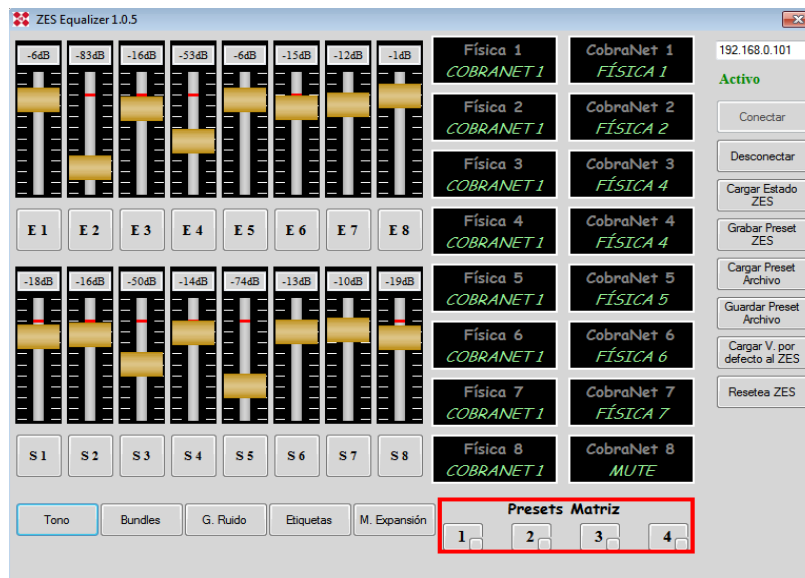 ZES Equalizer 1.0.5
-6dB -83dB -16dB -53dB -6dB -15dB -12dB -1dB
E 1 E 2 E 3 E 4 E 5 E 6 E 7 E 8
-18dB -16dB -50dB -14dB -74dB -13dB -10dB -19dB
S 1 S 2 S 3 S 4 S 5 S 6 S 7 S 8
Tono Bundles G. Ruido Etiquetas M. Expansión
Física 1
COBRANET 1
Física 2
COBRANET 1
Física 3
COBRANET 1
Física 4
COBRANET 1
Física 5
COBRANET 1
Física 6
COBRANET 1
Física 7
COBRANET 1
Física 8
COBRANET 1
CobraNet 1
FÍSICA 1
CobraNet 2
FÍSICA 2
CobraNet 3
FÍSICA 4
CobraNet 4
FÍSICA 4
CobraNet 5
FÍSICA 5
CobraNet 6
FÍSICA 6
CobraNet 7
FÍSICA 7
CobraNet 8
MUTE
Presets Matriz
1 2 3 4
192.168.0.101
Activo
Conectar
Desconectar
Cargar Estado
ZES
Grabar Preset
ZES
Cargar Preset
Archivo
Guardar Preset
Archivo
Cargar V. por
defecto al ZES
Resetea ZES